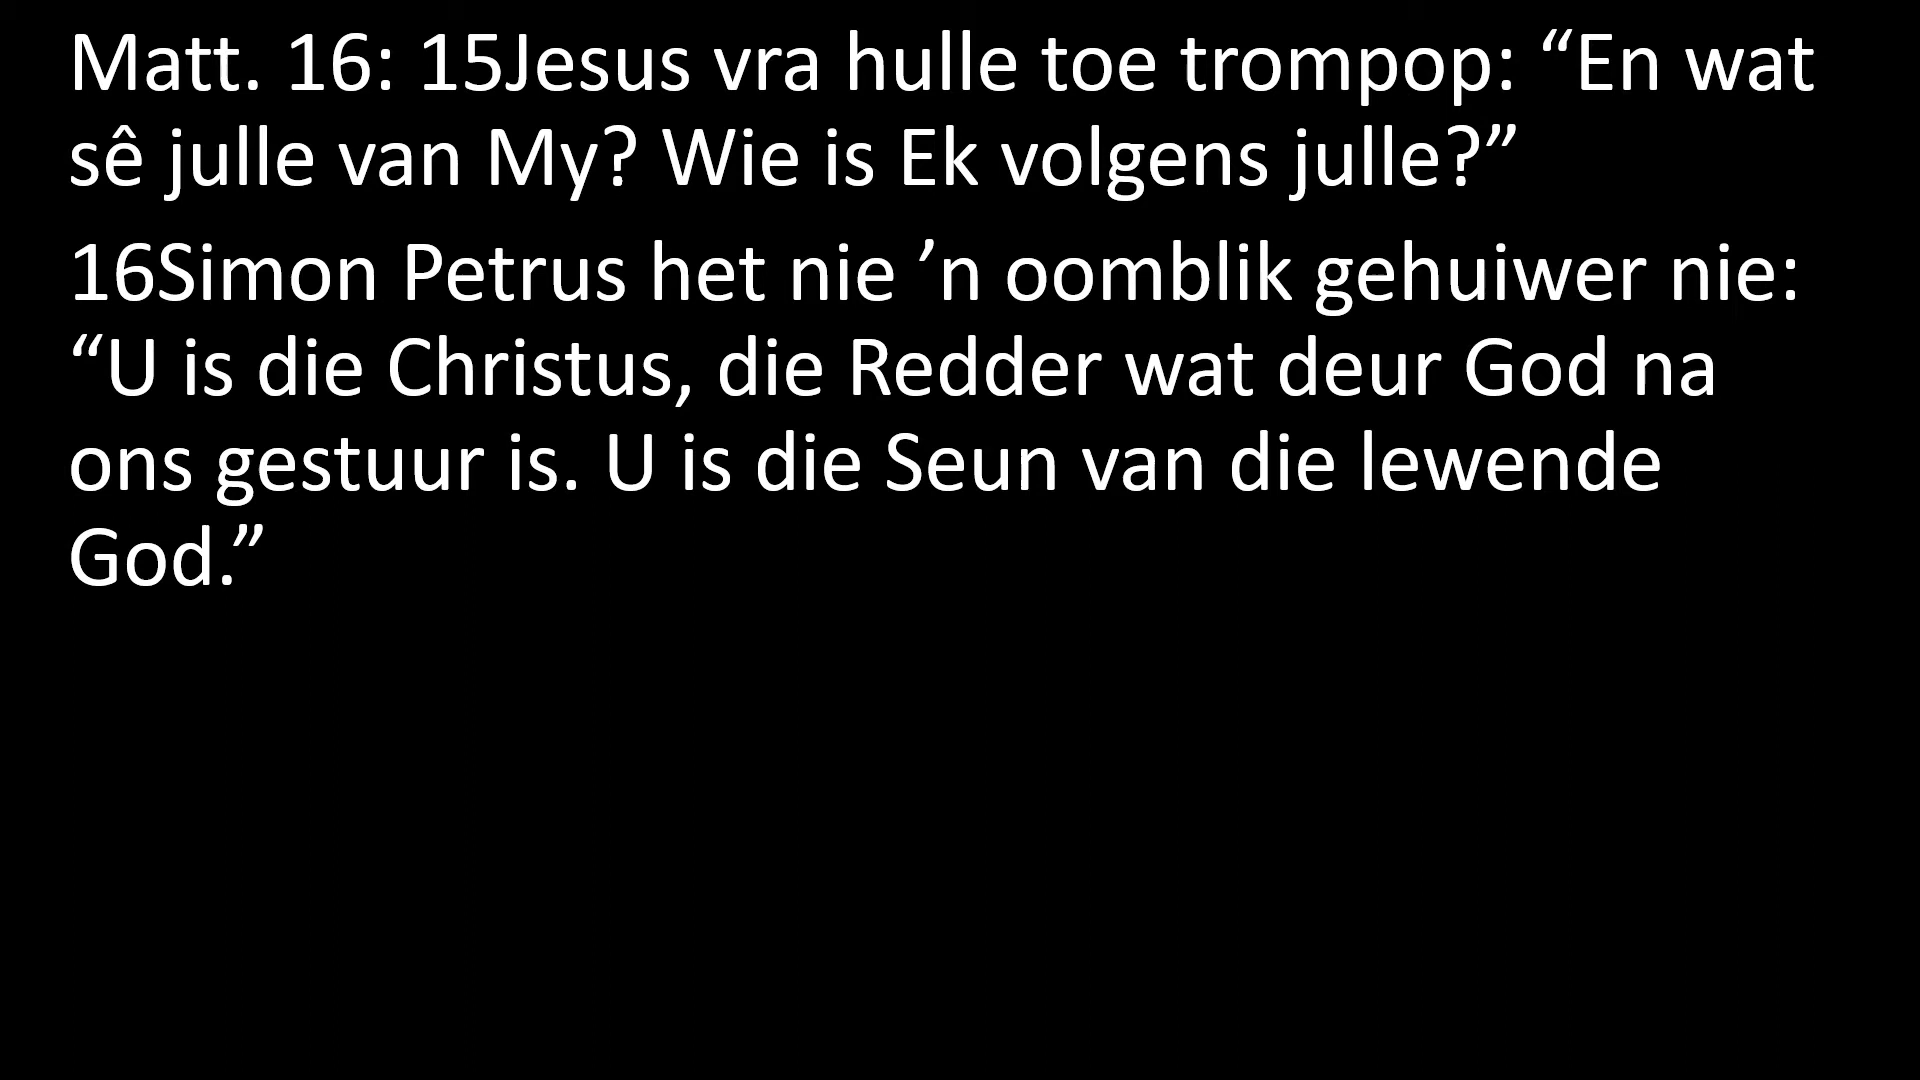 Matt. 16: 15Jesus vra hulle toe trompop: “En wat
sê julle van My? Wie is Ek volgens julle?”
16Simon Petrus het nie ’n oomblik gehuiwer nie:
“U is die Christus, die Redder wat deur God na
ons gestuur is. U is die Seun van die lewende
God.”